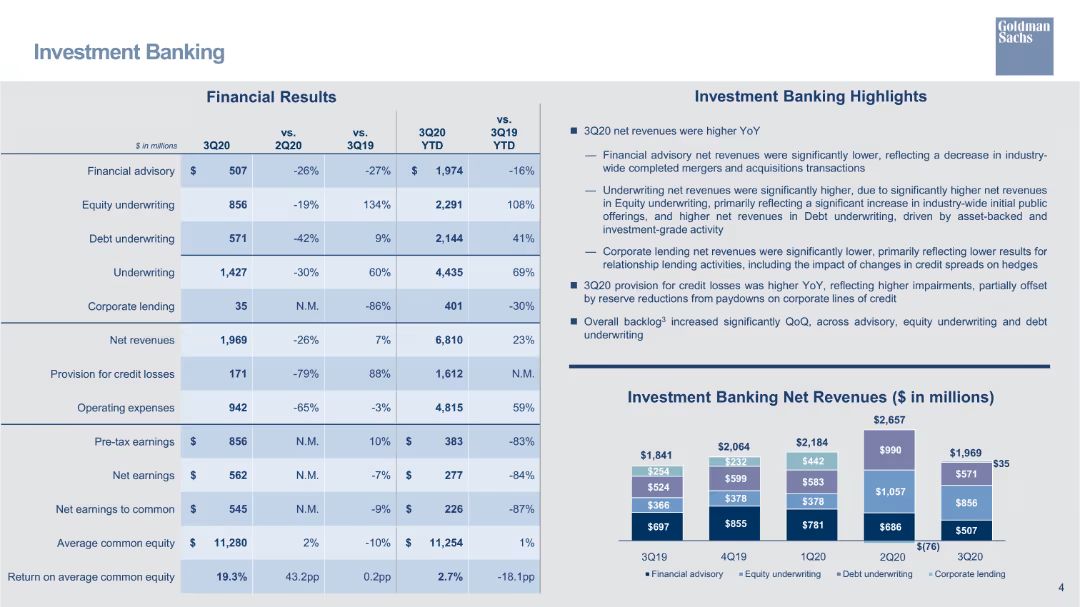 Investment Banking
Goldman
Sachs
Financial Results
$ in millions 3Q20 vs. 2Q20 vs. 3Q19 3Q20 YTD vs. 3Q19 YTD
Financial advisory $ 507 -26% -27% $ 1,974 -16%
Equity underwriting 856 -19% 134% 2,291 108%
Debt underwriting 571 -42% 9% 2,144 41%
Underwriting 1,427 -30% 60% 4,435 69%
Corporate lending 35 N.M. -86% 401 -30%
Net revenues 1,969 -26% 7% 6,810 23%
Provision for credit losses 171 -79% 88% 1,612 N.M.
Operating expenses 942 -65% -3% 4,815 59%
Pre-tax earnings $ 856 N.M. 10% $ 383 -83%
Net earnings $ 562 N.M. -7% $ 277 -84%
Net earnings to common $ 545 N.M. -9% $ 226 -87%
Average common equity $ 11,280 2% -10% $ 11,254 1%
Return on average common equity 19.3% 43.2pp 0.2pp 2.7% -18.1pp
Investment Banking Highlights
■ 3Q20 net revenues were higher YoY
— Financial advisory net revenues were significantly lower, reflecting a decrease in industry-
wide completed mergers and acquisitions transactions
— Underwriting net revenues were significantly higher, due to significantly higher net revenues
in Equity underwriting, primarily reflecting a significant increase in industry-wide initial public
offerings, and higher net revenues in Debt underwriting, driven by asset-backed and
investment-grade activity
— Corporate lending net revenues were significantly lower, primarily reflecting lower results for
relationship lending activities, including the impact of changes in credit spreads on hedges
■ 3Q20 provision for credit losses was higher YoY, reflecting higher impairments, partially offset
by reserve reductions from paydowns on corporate lines of credit
■ Overall backlog³ increased significantly QoQ, across advisory, equity underwriting and debt
underwriting
Investment Banking Net Revenues ($ in millions)
$1,841 $2,064 $2,184 $2,657 $1,969
$254 $232 $442 $35
$524 $599 $583 $990 $571
$366 $378 $378 $1,057 $856
$697 $855 $781 $686 $507
$(76)
3Q19 4Q19 1Q20 2Q20 3Q20
Financial advisory Equity underwriting Debt underwriting Corporate lending
4